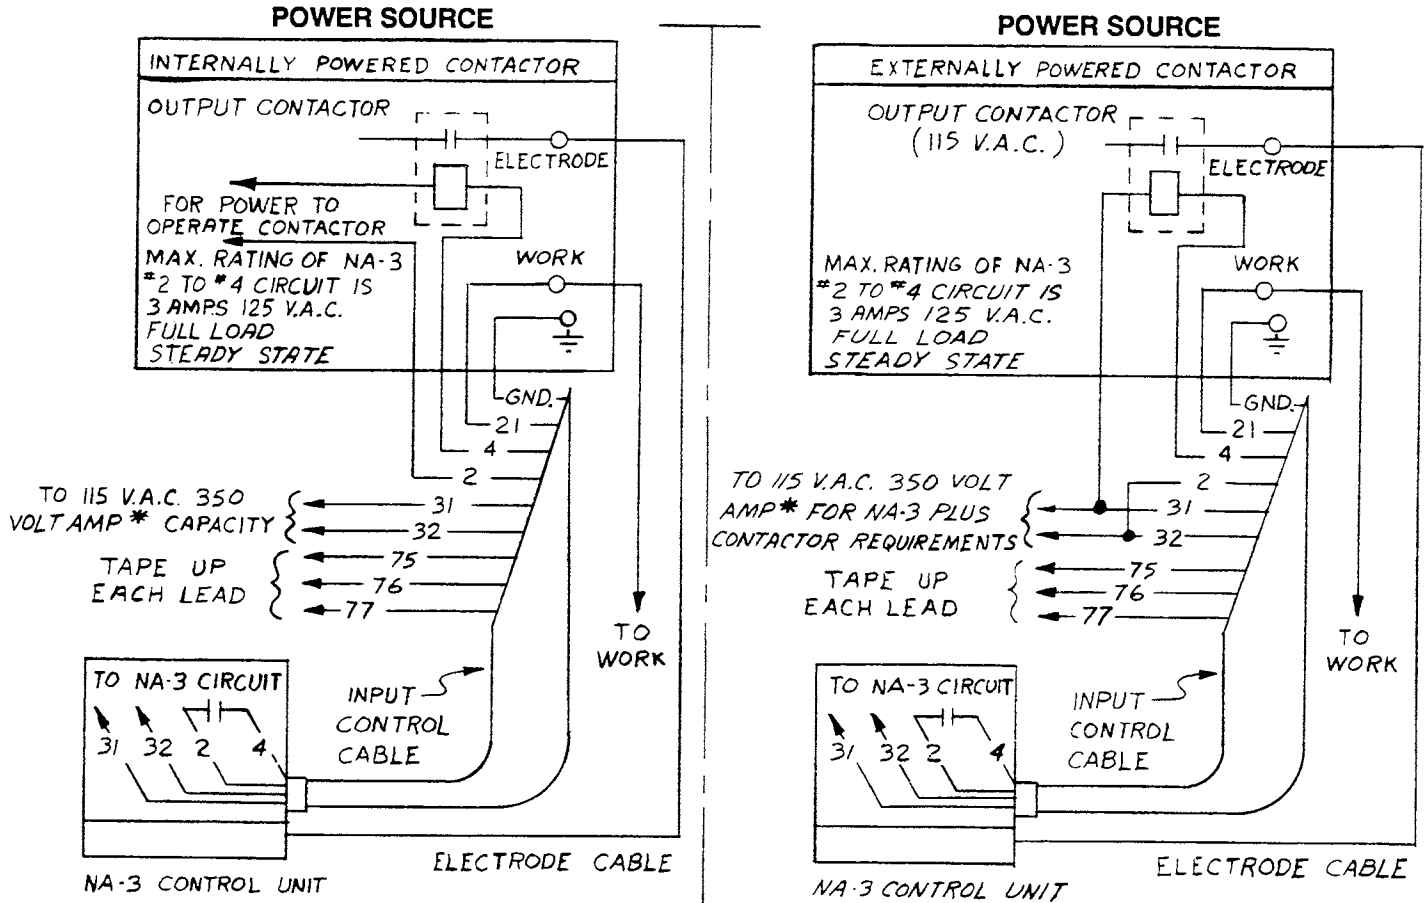 POWER SOURCE
INTERNALLY POWERED CONTACTOR
OUTPUT CONTACTOR
ELECTRODE
FOR POWER TO
OPERATE CONTACTOR
MAX. RATING OF NA-3
#2 TO #4 CIRCUIT IS
3 AMPS 125 V.A.C.
FULL LOAD
STEADY STATE
WORK
GND.
21
4
2
31
32
75
76
77
TO 115 V.A.C. 350
VOLT AMP * CAPACITY
TAPE UP
EACH LEAD
TO
WORK
TO NA-3 CIRCUIT
31 32 2 4
INPUT
CONTROL
CABLE
ELECTRODE CABLE
NA-3 CONTROL UNIT
POWER SOURCE
EXTERNALLY POWERED CONTACTOR
OUTPUT CONTACTOR
(115 V.A.C.)
ELECTRODE
MAX. RATING OF NA-3
#2 TO #4 CIRCUIT IS
3 AMPS 125 V.A.C.
FULL LOAD
STEADY STATE
WORK
GND.
21
4
2
31
32
75
76
77
TO 115 V.A.C. 350 VOLT
AMP * FOR NA-3 PLUS
CONTACTOR REQUIREMENTS
TAPE UP
EACH LEAD
TO
WORK
TO NA-3 CIRCUIT
31 32 2 4
INPUT
CONTROL
CABLE
ELECTRODE CABLE
NA-3 CONTROL UNIT